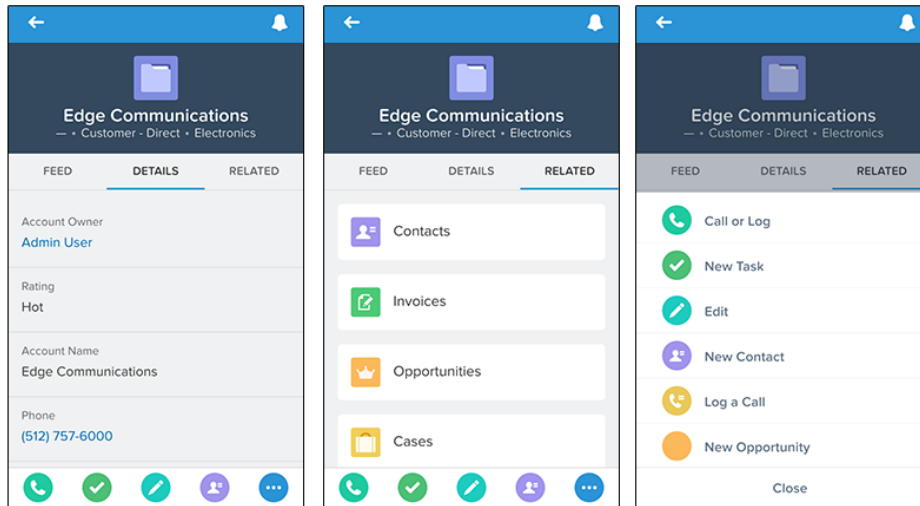 Edge Communications
— • Customer - Direct • Electronics
FEED DETAILS RELATED
Account Owner
Admin User
Rating
Hot
Account Name
Edge Communications
Phone
(512) 757-6000
Edge Communications
— • Customer - Direct • Electronics
FEED DETAILS RELATED
Contacts
Invoices
Opportunities
Cases
Edge Communications
— • Customer - Direct • Electronics
FEED DETAILS RELATED
Call or Log
New Task
Edit
New Contact
Log a Call
New Opportunity
Close